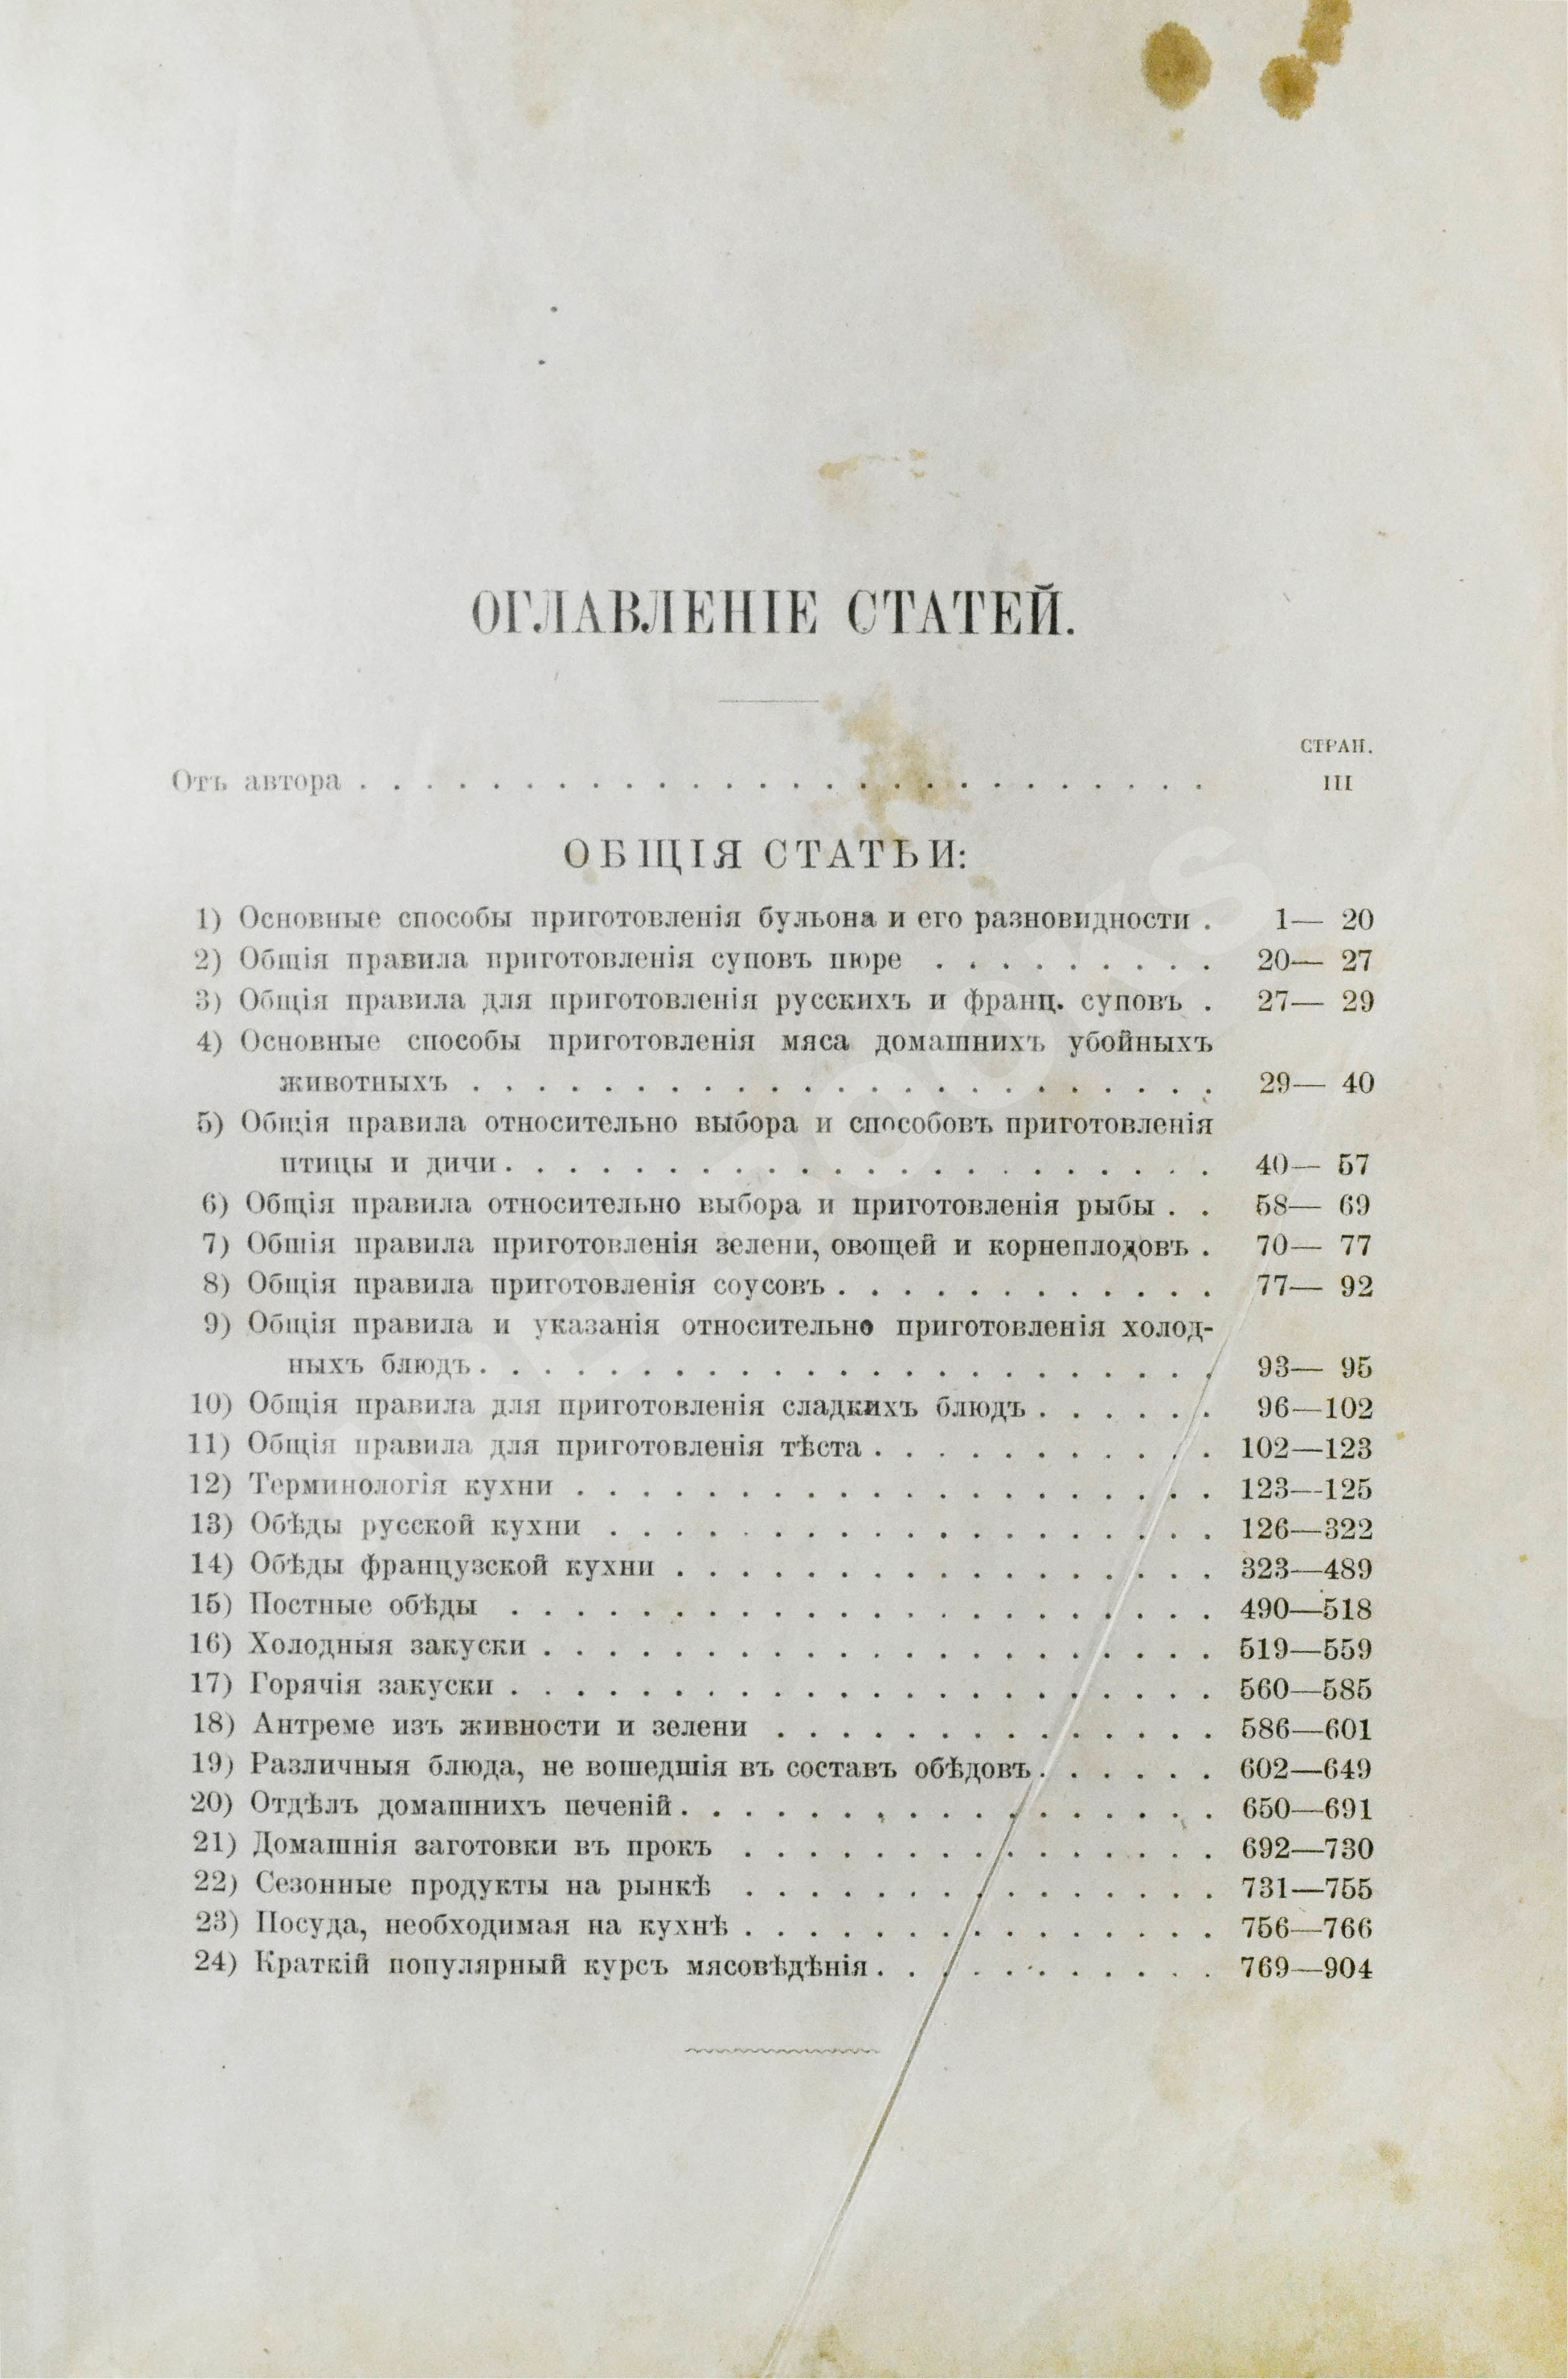 ОГЛАВЛЕНІЕ СТАТЕЙ.
СТРАН.
Отъ автора . . . . . . . . . . . . . . . . . . . . . . . . . . III
ОБЩІЯ СТАТЬИ:
1) Основные способы приготовленія бульона и его разновидности . 1— 20
2) Общія правила приготовленія суповъ пюре . . . . . . . . . 20— 27
3) Общія правила для приготовленія русскихъ и франц. суповъ . 27— 29
4) Основные способы приготовленія мяса домашнихъ убойныхъ
животныхъ . . . . . . . . . . . . . . . . . . . . . . . 29— 40
5) Общія правила относительно выбора и способовъ приготовленія
птицы и дичи . . . . . . . . . . . . . . . . . . . . . . 40— 57
6) Общія правила относительно выбора и приготовленія рыбы . . 58— 69
7) Общія правила приготовленія зелени, овощей и корнеплодовъ . 70— 77
8) Общія правила приготовленія соусовъ . . . . . . . . . . . . 77— 92
9) Общія правила и указанія относительно приготовленія холод-
ныхъ блюдъ . . . . . . . . . . . . . . . . . . . . . . . 93— 95
10) Общія правила для приготовленія сладкихъ блюдъ . . . . . . 96—102
11) Общія правила для приготовленія тѣста . . . . . . . . . . . 102—123
12) Терминологія кухни . . . . . . . . . . . . . . . . . . . . 123—125
13) Обѣды русской кухни . . . . . . . . . . . . . . . . . . . 126—322
14) Обѣды французской кухни . . . . . . . . . . . . . . . . . 323—489
15) Постные обѣды . . . . . . . . . . . . . . . . . . . . . . 490—518
16) Холодныя закуски . . . . . . . . . . . . . . . . . . . . . 519—559
17) Горячія закуски . . . . . . . . . . . . . . . . . . . . . . 560—585
18) Антреме изъ живности и зелени . . . . . . . . . . . . . . 586—601
19) Различныя блюда, не вошедшія въ составъ обѣдовъ . . . . . . 602—649
20) Отдѣлъ домашнихъ печеній . . . . . . . . . . . . . . . . . 650—691
21) Домашнія заготовки въ прокъ . . . . . . . . . . . . . . . 692—730
22) Сезонные продукты на рынкѣ . . . . . . . . . . . . . . . 731—755
23) Посуда, необходимая на кухнѣ . . . . . . . . . . . . . . . 756—766
24) Краткій популярный курсъ мясовѣдѣнія . . . . . . . . . . . 769—904